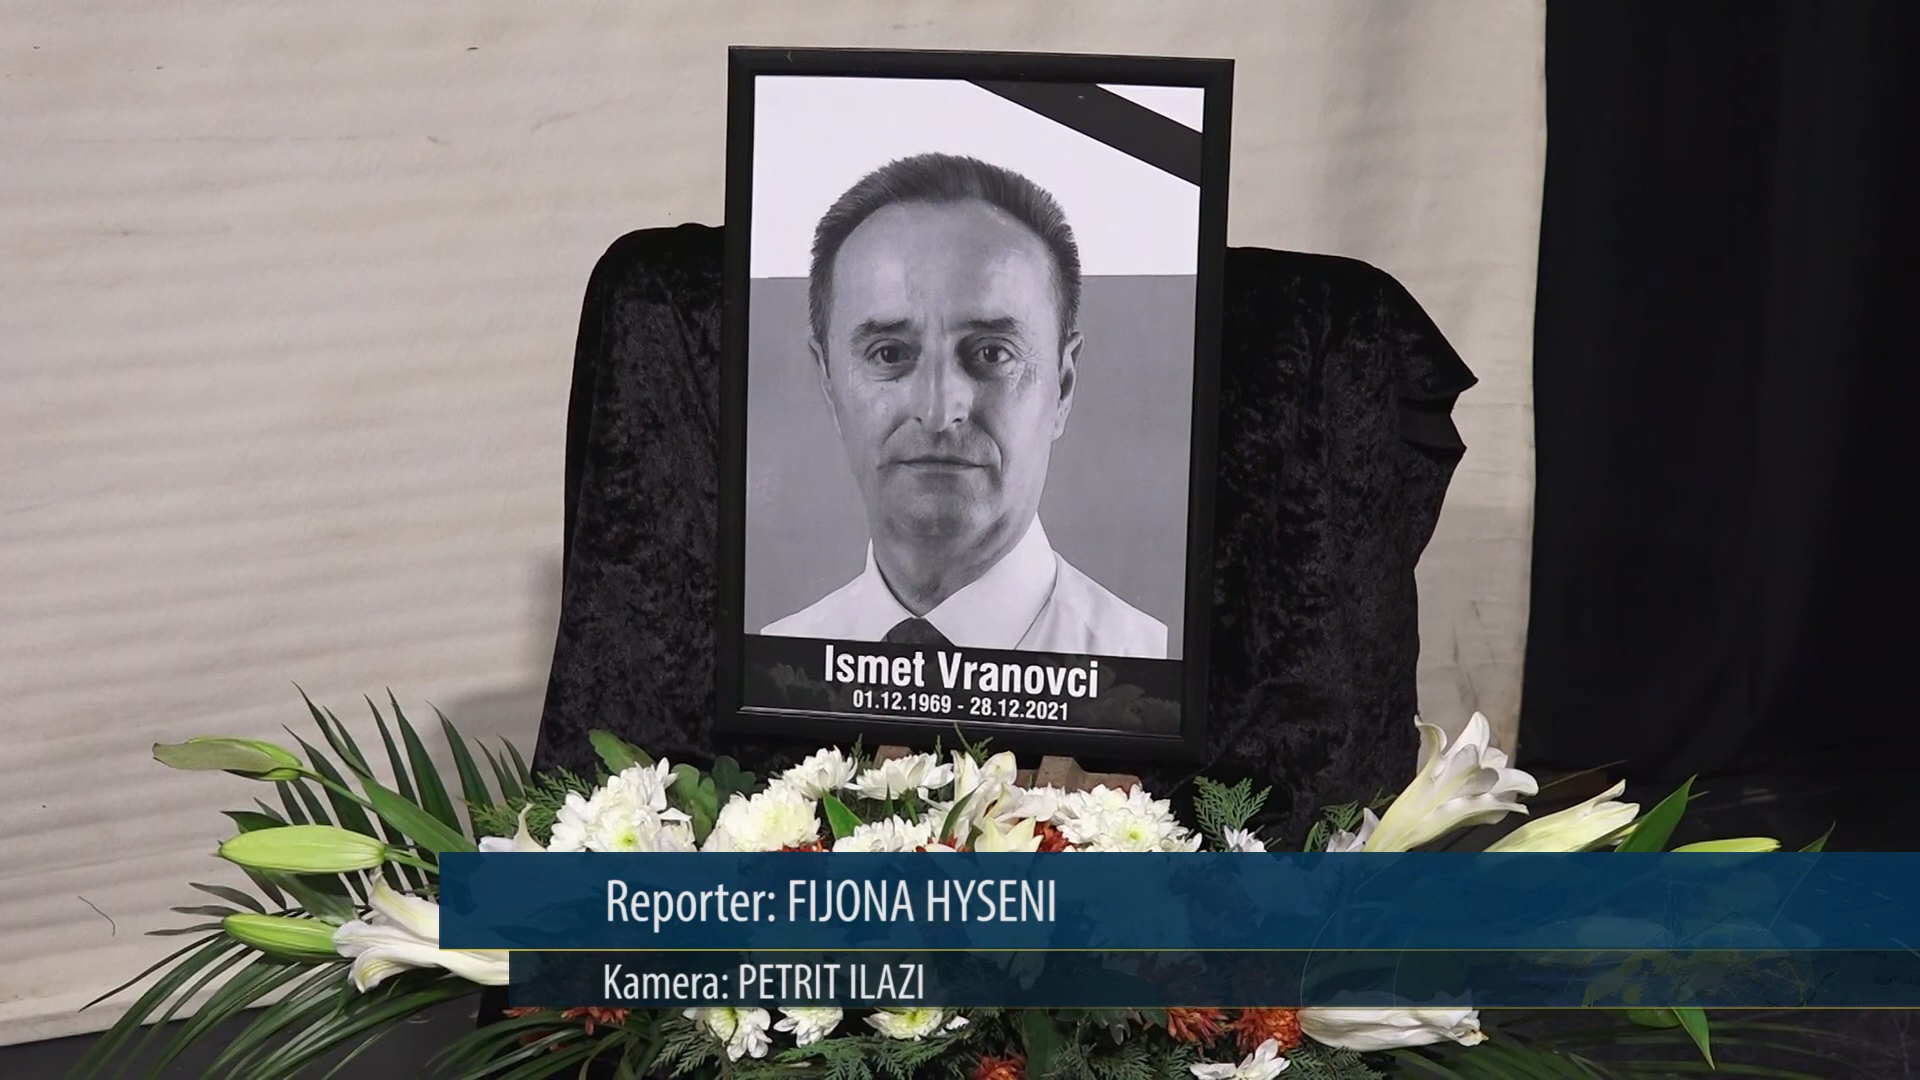 Ismet Vranovci
01.12.1969 - 28.12.2021
Reporter: FIJONA HYSENI
Kamera: PETRIT ILAZI